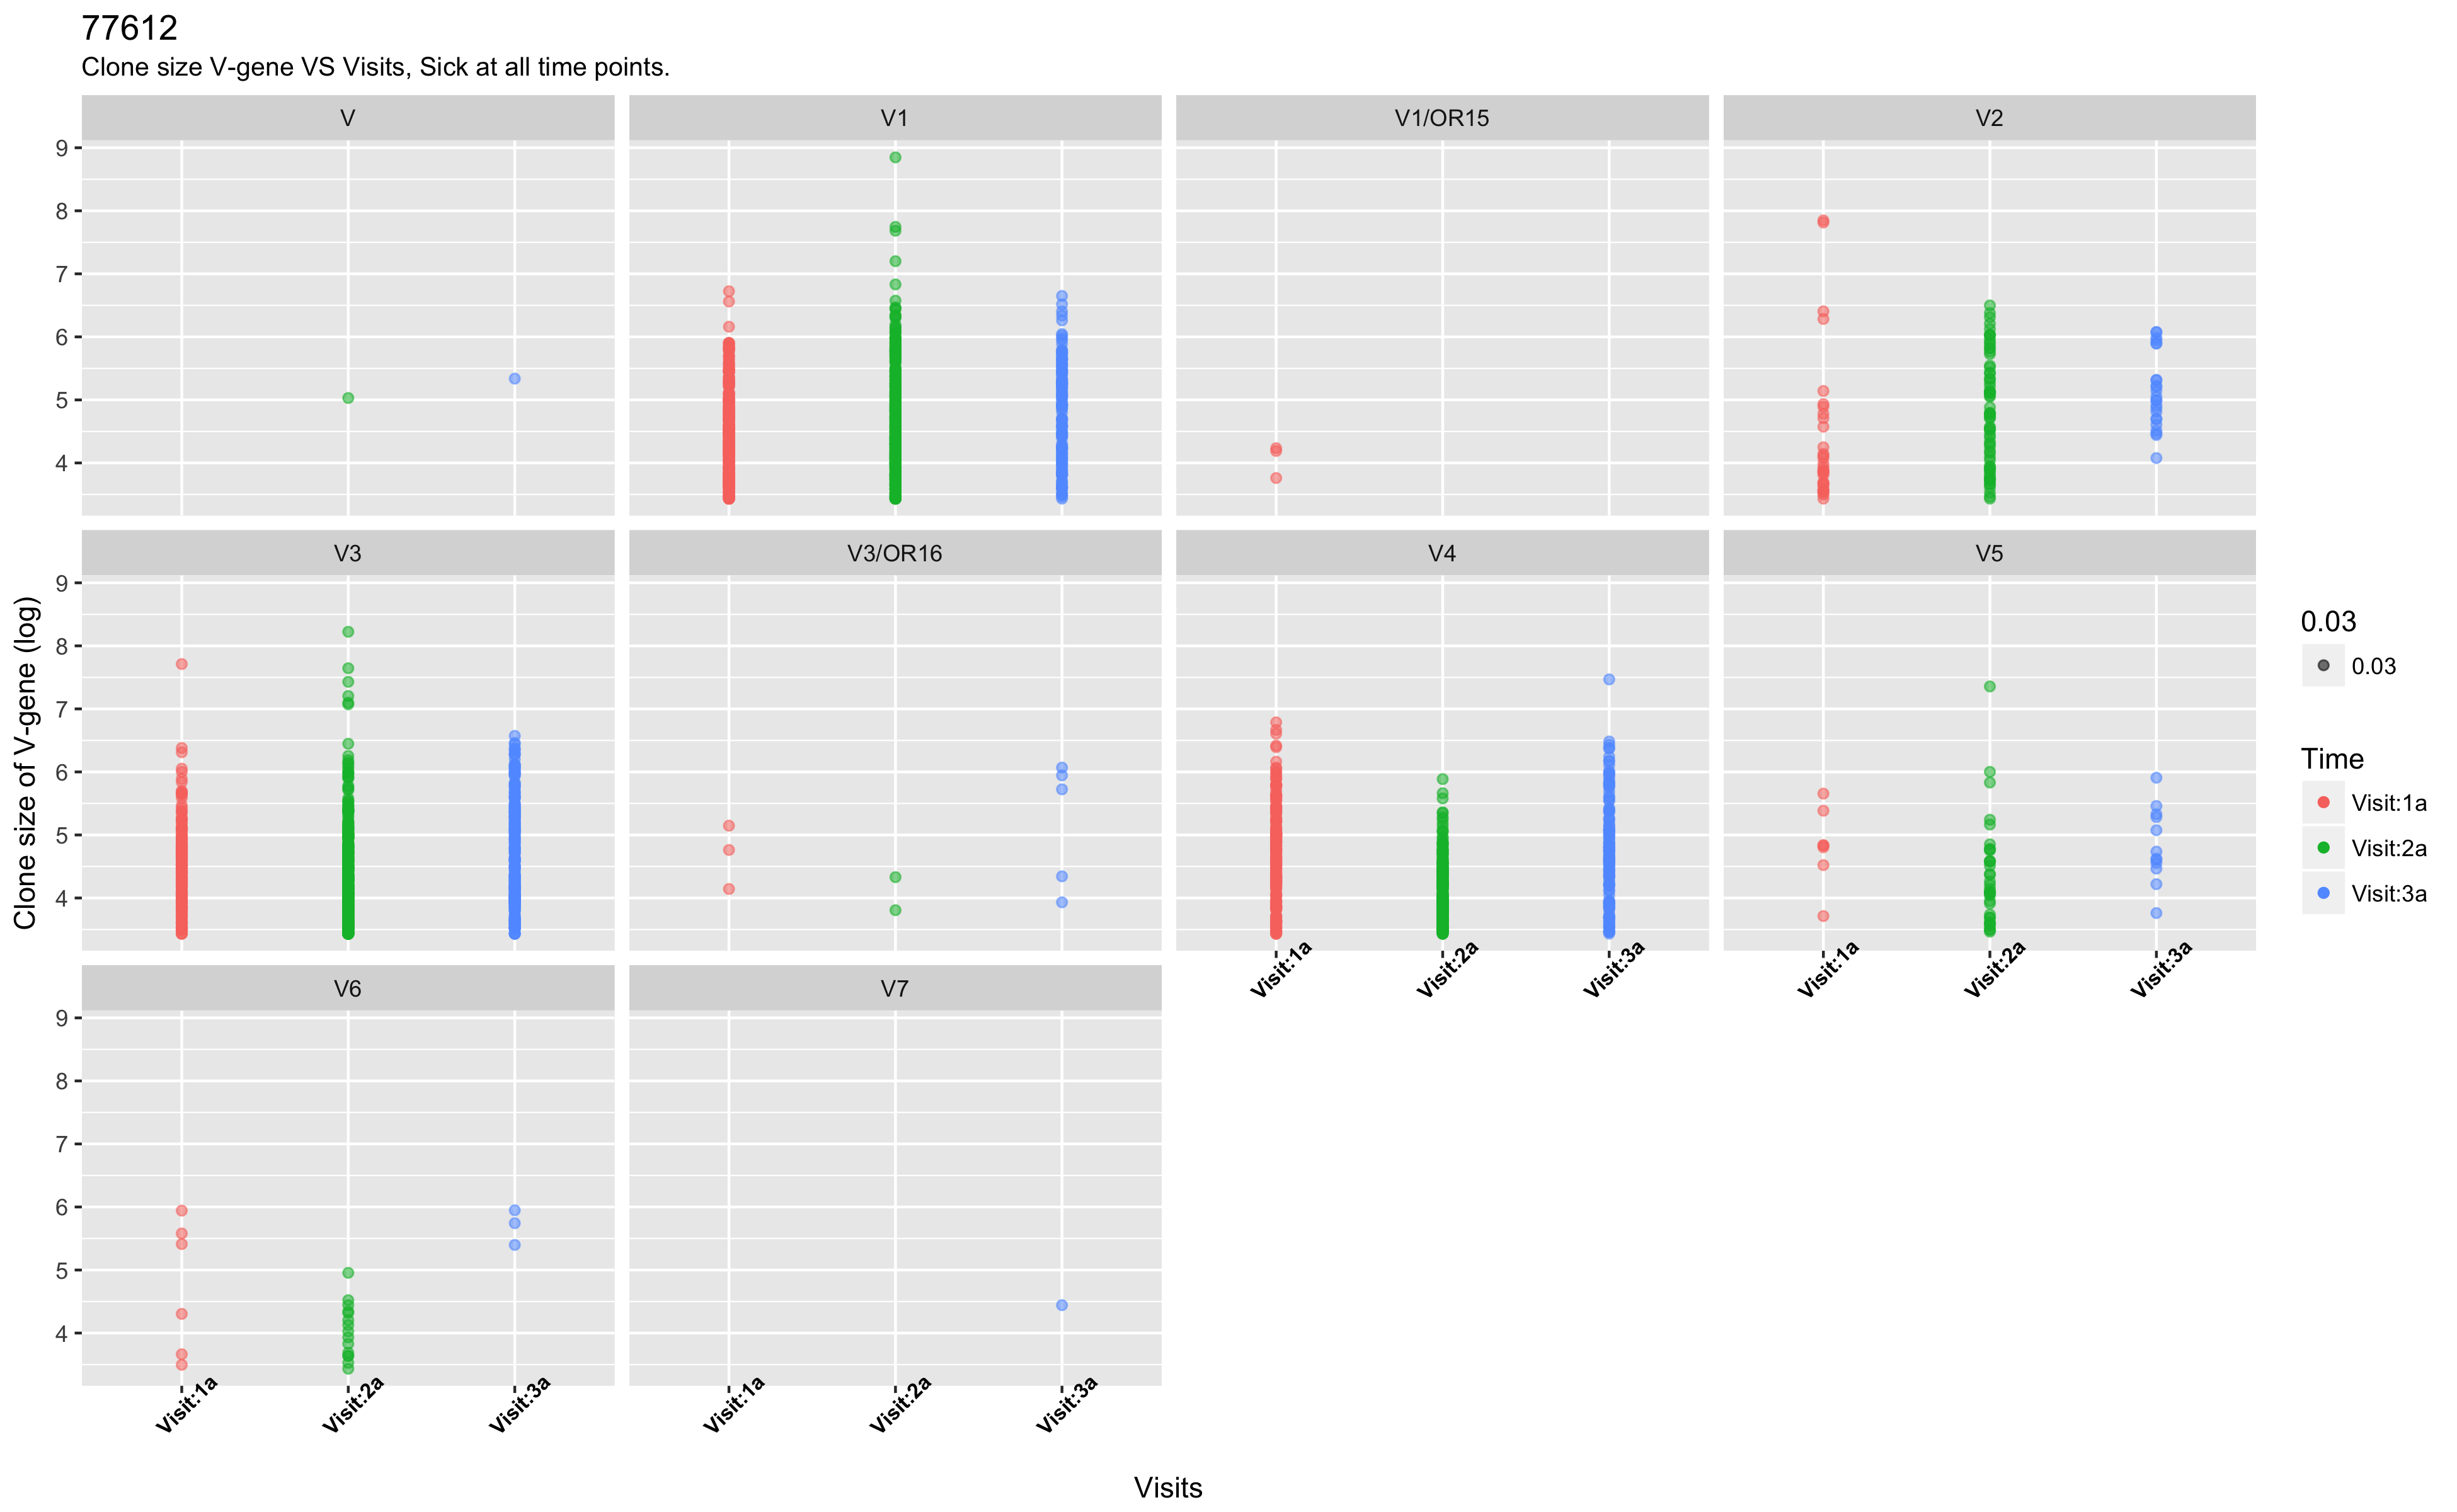 77612
Clone size V-gene VS Visits, Sick at all time points.
V V1 V1/OR15 V2
9
8
7
6
5
4
V3 V3/OR16 V4 V5
9
8
7
6
5
4
Visit:1a Visit:2a Visit:3a Visit:1a Visit:2a Visit:3a
V6 V7
9
8
7
6
5
4
Visit:1a Visit:2a Visit:3a Visit:1a Visit:2a Visit:3a
Clone size of V-gene (log)
Visits
0.03
0.03
Time
Visit:1a
Visit:2a
Visit:3a